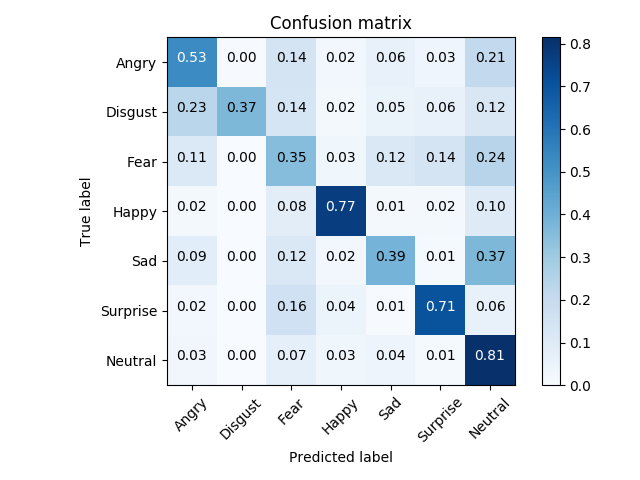 Confusion matrix
True label
Angry 0.53 0.00 0.14 0.02 0.06 0.03 0.21
Disgust 0.23 0.37 0.14 0.02 0.05 0.06 0.12
Fear 0.11 0.00 0.35 0.03 0.12 0.14 0.24
Happy 0.02 0.00 0.08 0.77 0.01 0.02 0.10
Sad 0.09 0.00 0.12 0.02 0.39 0.01 0.37
Surprise 0.02 0.00 0.16 0.04 0.01 0.71 0.06
Neutral 0.03 0.00 0.07 0.03 0.04 0.01 0.81
Angry Disgust Fear Happy Sad Surprise Neutral
Predicted label
0.8
0.7
0.6
0.5
0.4
0.3
0.2
0.1
0.0